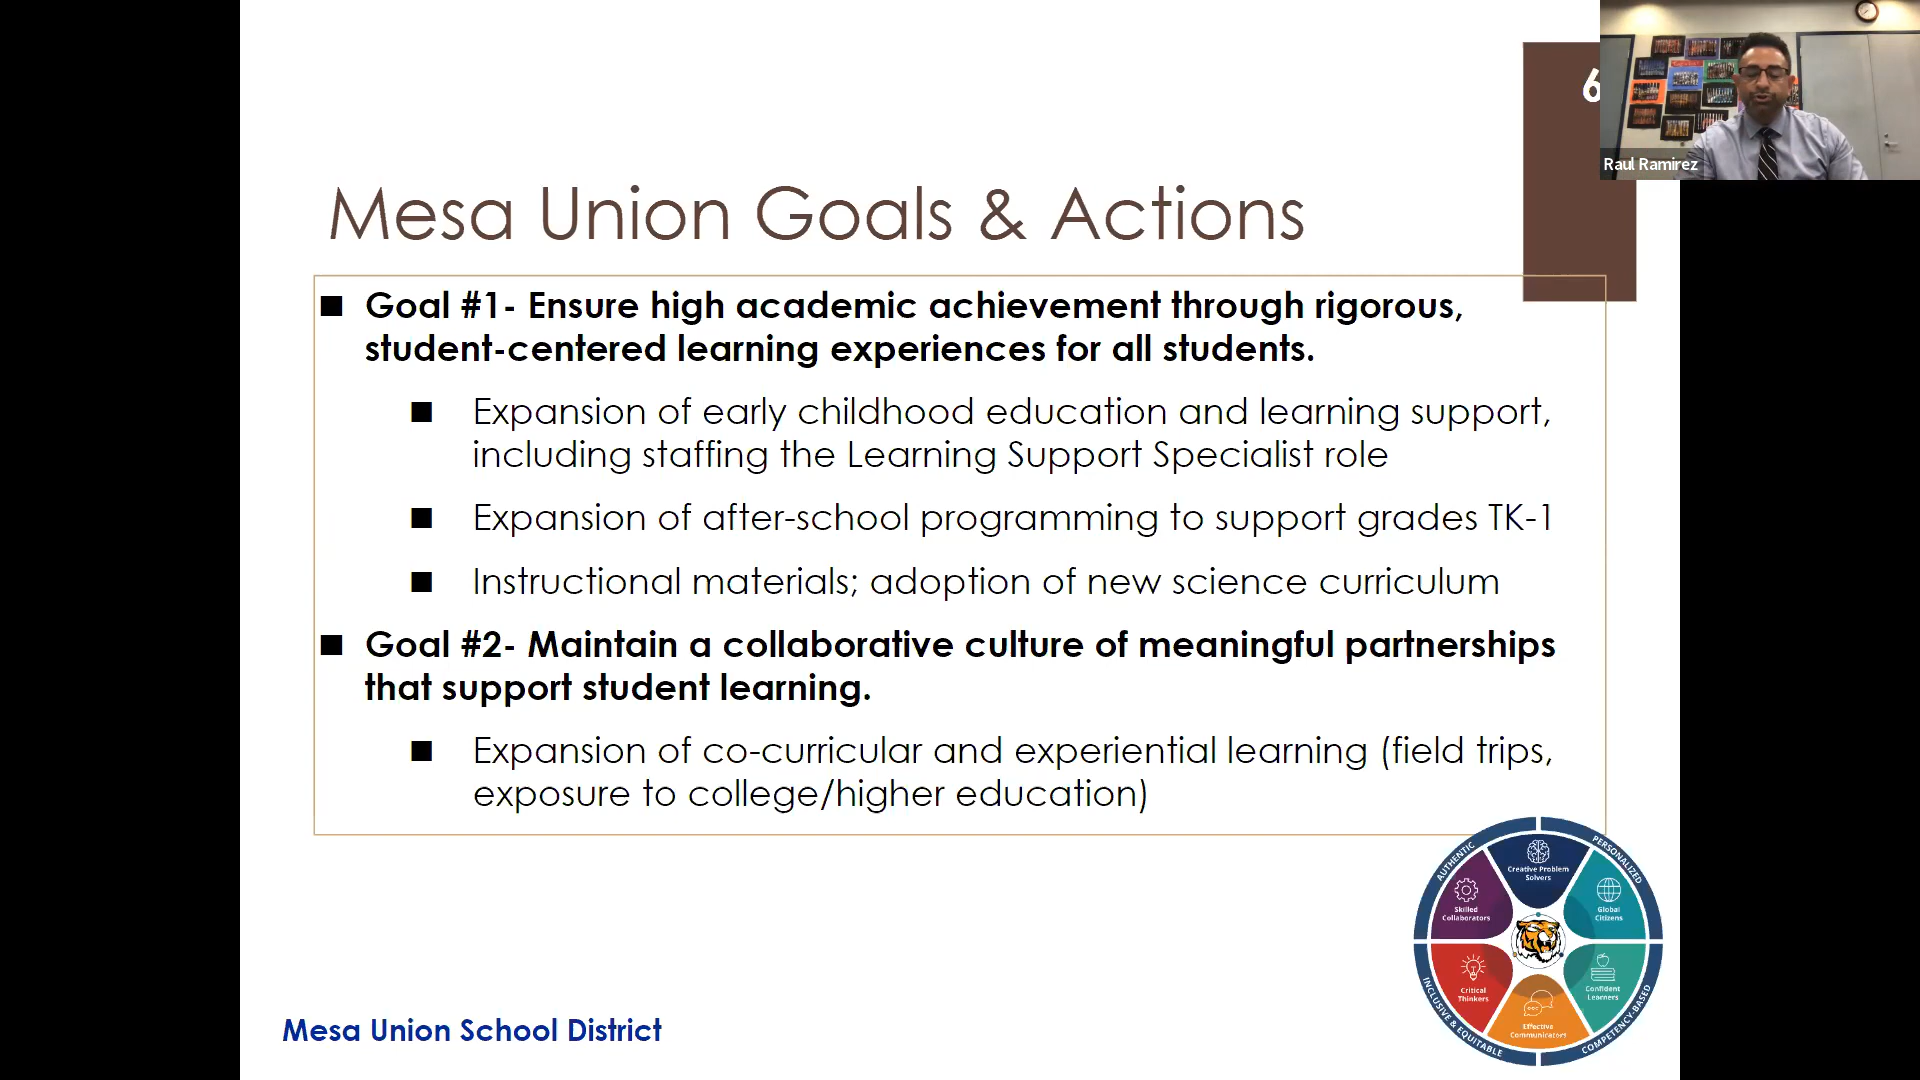 6
Raul Ramirez
Mesa Union Goals & Actions
Goal #1- Ensure high academic achievement through rigorous,
student-centered learning experiences for all students.
Expansion of early childhood education and learning support,
including staffing the Learning Support Specialist role
Expansion of after-school programming to support grades TK-1
Instructional materials; adoption of new science curriculum
Goal #2- Maintain a collaborative culture of meaningful partnerships
that support student learning.
Expansion of co-curricular and experiential learning (field trips,
exposure to college/higher education)
AUTHENTIC
PERSONALIZED
Creative Problem
Solvers
Skilled
Collaborators
Global
Citizens
Critical
Thinkers
Confident
Learners
Effective
Communicators
INCLUSIVE & EQUITABLE
COMPETENCY-BASED
Mesa Union School District